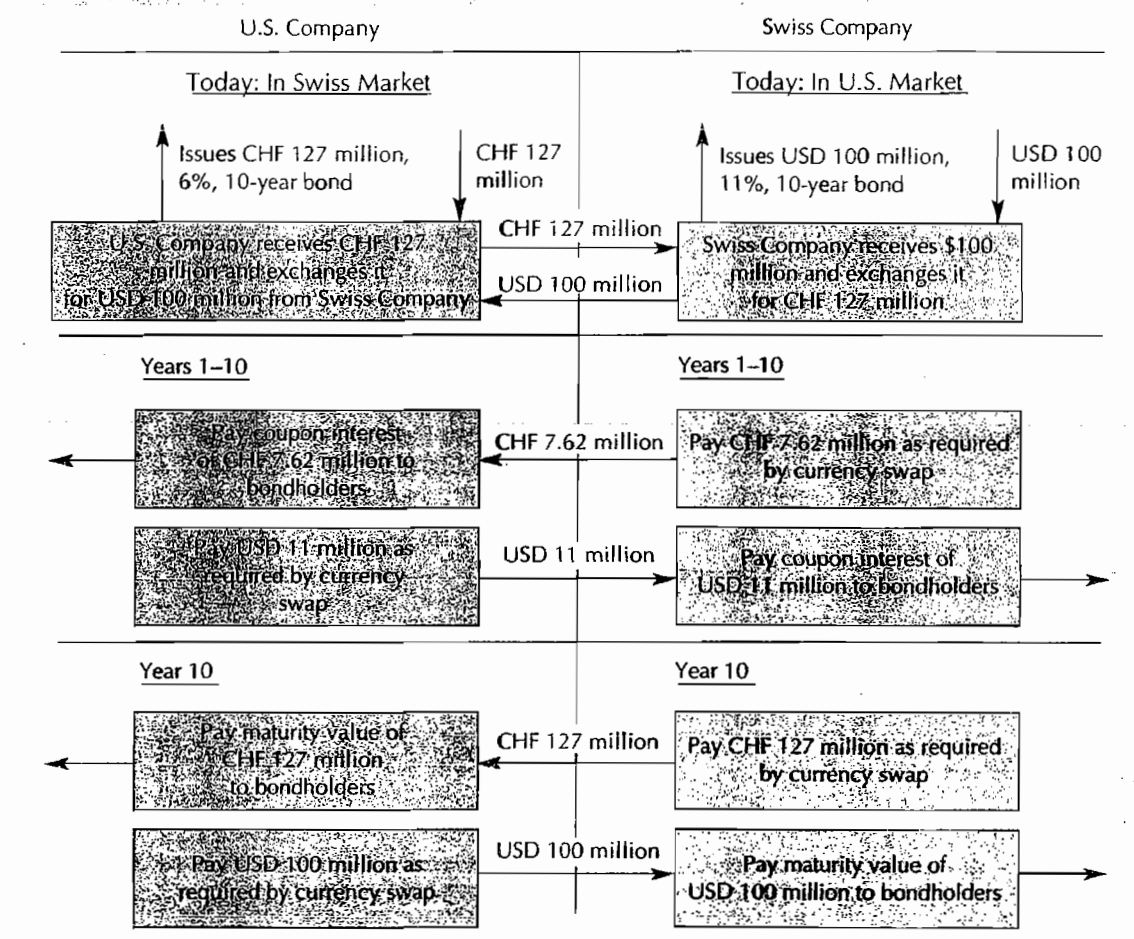 U.S. Company
Swiss Company
Today: In Swiss Market
Today: In U.S. Market
Issues CHF 127 million,
6%, 10-year bond
CHF 127
million
Issues USD 100 million,
11%, 10-year bond
USD 100
million
U.S. Company receives CHF 127
million and exchanges it
for USD 100 million from Swiss Company
CHF 127 million
USD 100 million
Swiss Company receives $100
million and exchanges it
for CHF 127 million
Years 1–10
Years 1–10
Pay coupon interest
of CHF 7.62 million to
bondholders
CHF 7.62 million
Pay CHF 7.62 million as required
by currency swap
Pay USD 11 million as
required by currency
swap
USD 11 million
Pay coupon interest of
USD 11 million to bondholders
Year 10
Year 10
Pay maturity value of
CHF 127 million
to bondholders
CHF 127 million
Pay CHF 127 million as required
by currency swap
Pay USD 100 million as
required by currency swap
USD 100 million
Pay maturity value of
USD 100 million to bondholders